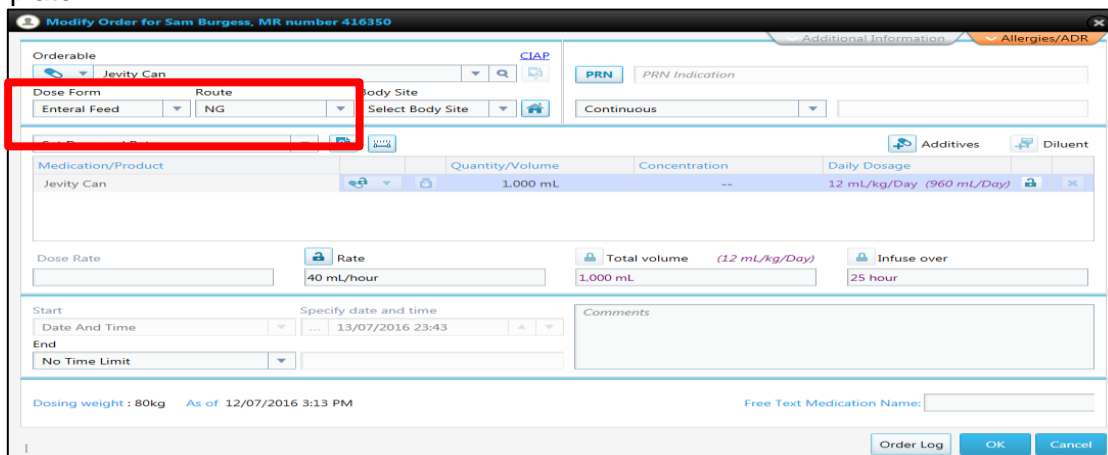 Modify Order for Sam Burgess, MR number 416350
Additional Information
Allergies/ADR
Orderable
CIAP
Jevity Can
PRN
PRN Indication
Dose Form
Route
Body Site
Enteral Feed
NG
Select Body Site
Continuous
Additives
Diluent
Medication/Product
Quantity/Volume
Concentration
Daily Dosage
Jevity Can
1,000 mL
--
12 mL/kg/Day (960 mL/Day)
Dose Rate
Rate
Total volume (12 mL/kg/Day)
Infuse over
40 mL/hour
1,000 mL
25 hour
Start
Specify date and time
Comments
Date And Time
... 13/07/2016 23:43
End
No Time Limit
Dosing weight : 80kg As of 12/07/2016 3:13 PM
Free Text Medication Name:
Order Log
OK
Cancel